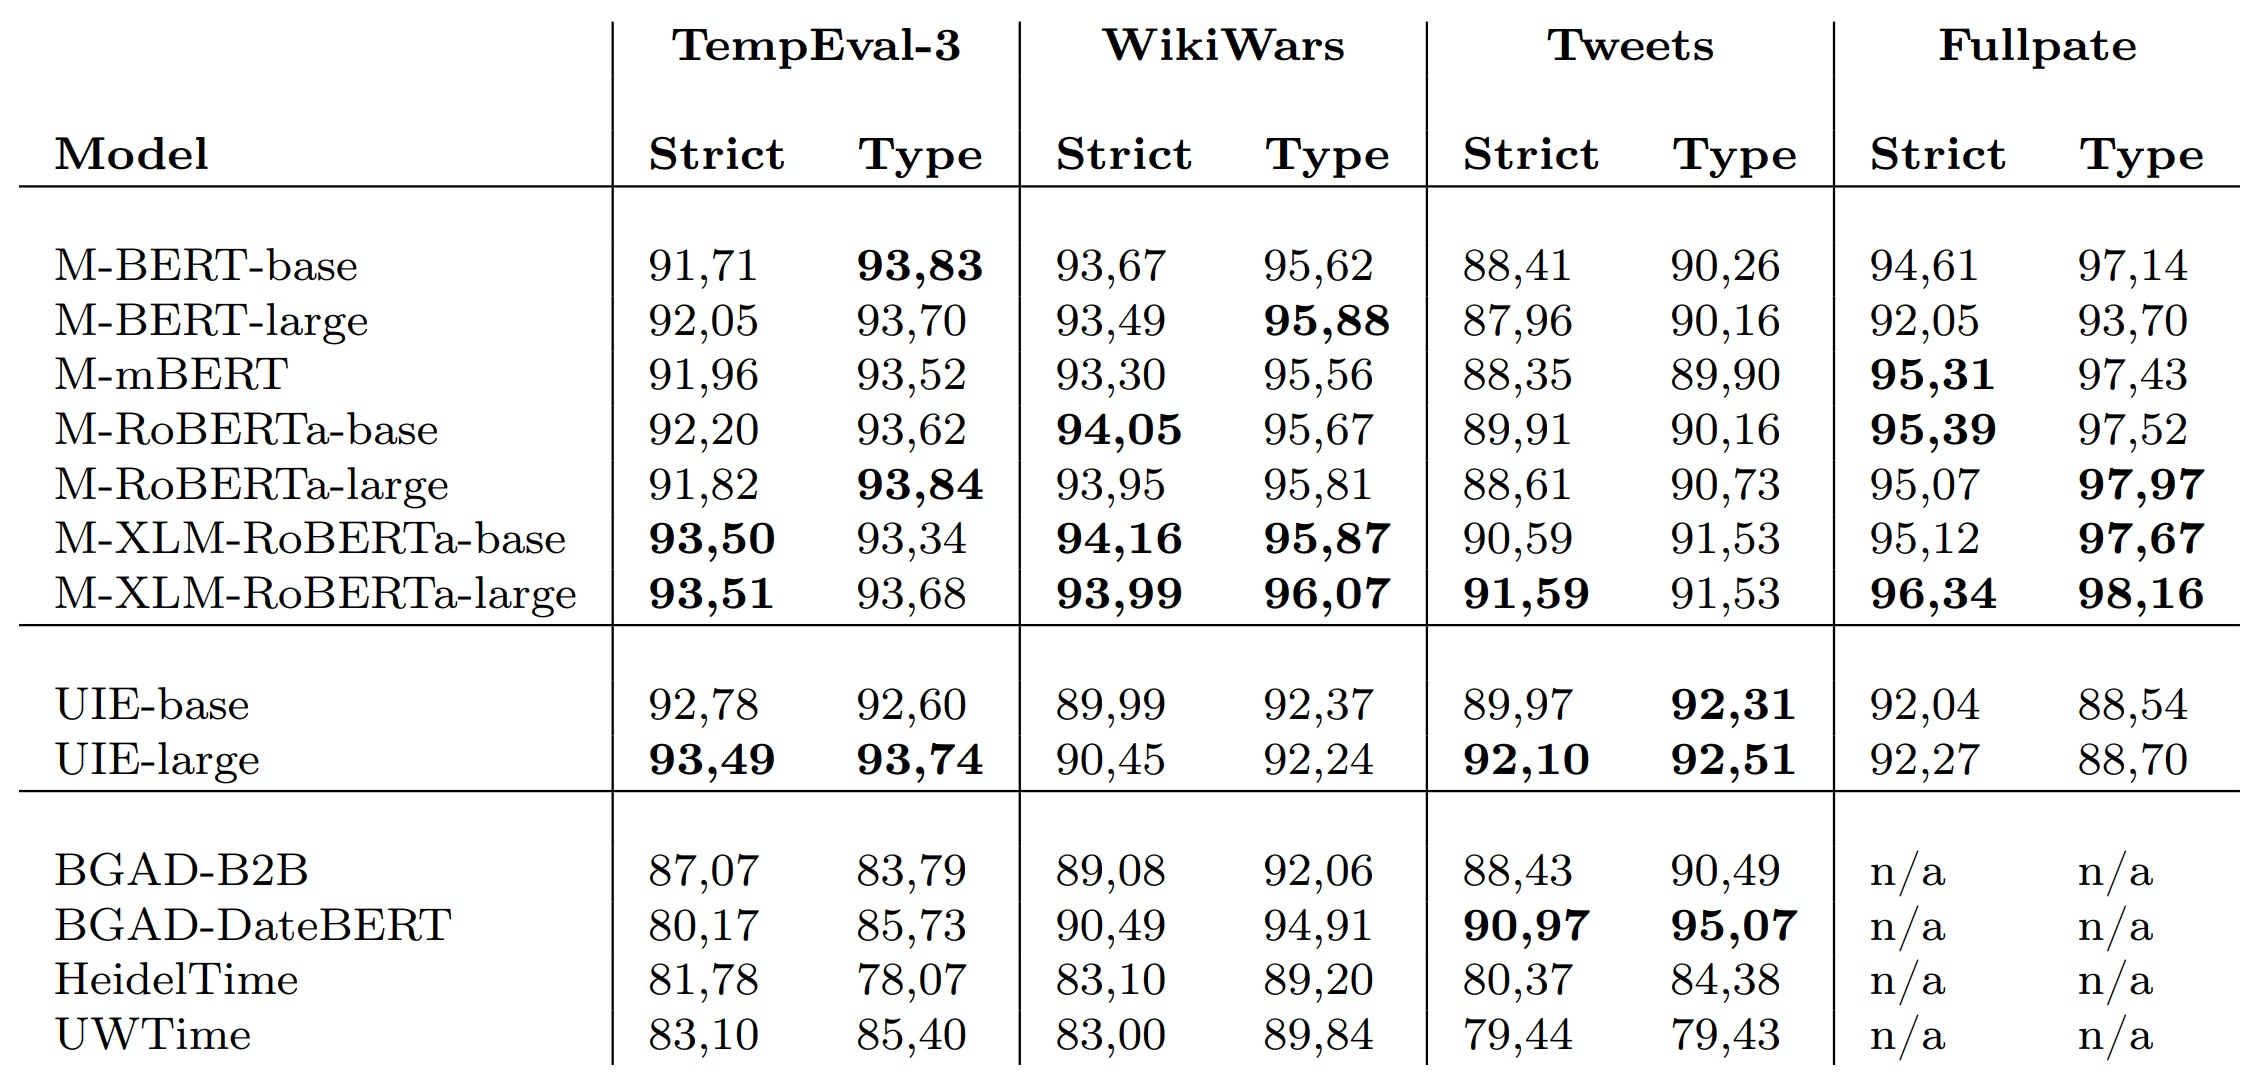 TempEval-3 WikiWars Tweets Fullpate
Model Strict Type Strict Type Strict Type Strict Type
M-BERT-base 91,71 93,83 93,67 95,62 88,41 90,26 94,61 97,14
M-BERT-large 92,05 93,70 93,49 95,88 87,96 90,16 92,05 93,70
M-mBERT 91,96 93,52 93,30 95,56 88,35 89,90 95,31 97,43
M-RoBERTa-base 92,20 93,62 94,05 95,67 89,91 90,16 95,39 97,52
M-RoBERTa-large 91,82 93,84 93,95 95,81 88,61 90,73 95,07 97,97
M-XLM-RoBERTa-base 93,50 93,34 94,16 95,87 90,59 91,53 95,12 97,67
M-XLM-RoBERTa-large 93,51 93,68 93,99 96,07 91,59 91,53 96,34 98,16
UIE-base 92,78 92,60 89,99 92,37 89,97 92,31 92,04 88,54
UIE-large 93,49 93,74 90,45 92,24 92,10 92,51 92,27 88,70
BGAD-B2B 87,07 83,79 89,08 92,06 88,43 90,49 n/a n/a
BGAD-DateBERT 80,17 85,73 90,49 94,91 90,97 95,07 n/a n/a
HeidelTime 81,78 78,07 83,10 89,20 80,37 84,38 n/a n/a
UWTime 83,10 85,40 83,00 89,84 79,44 79,43 n/a n/a